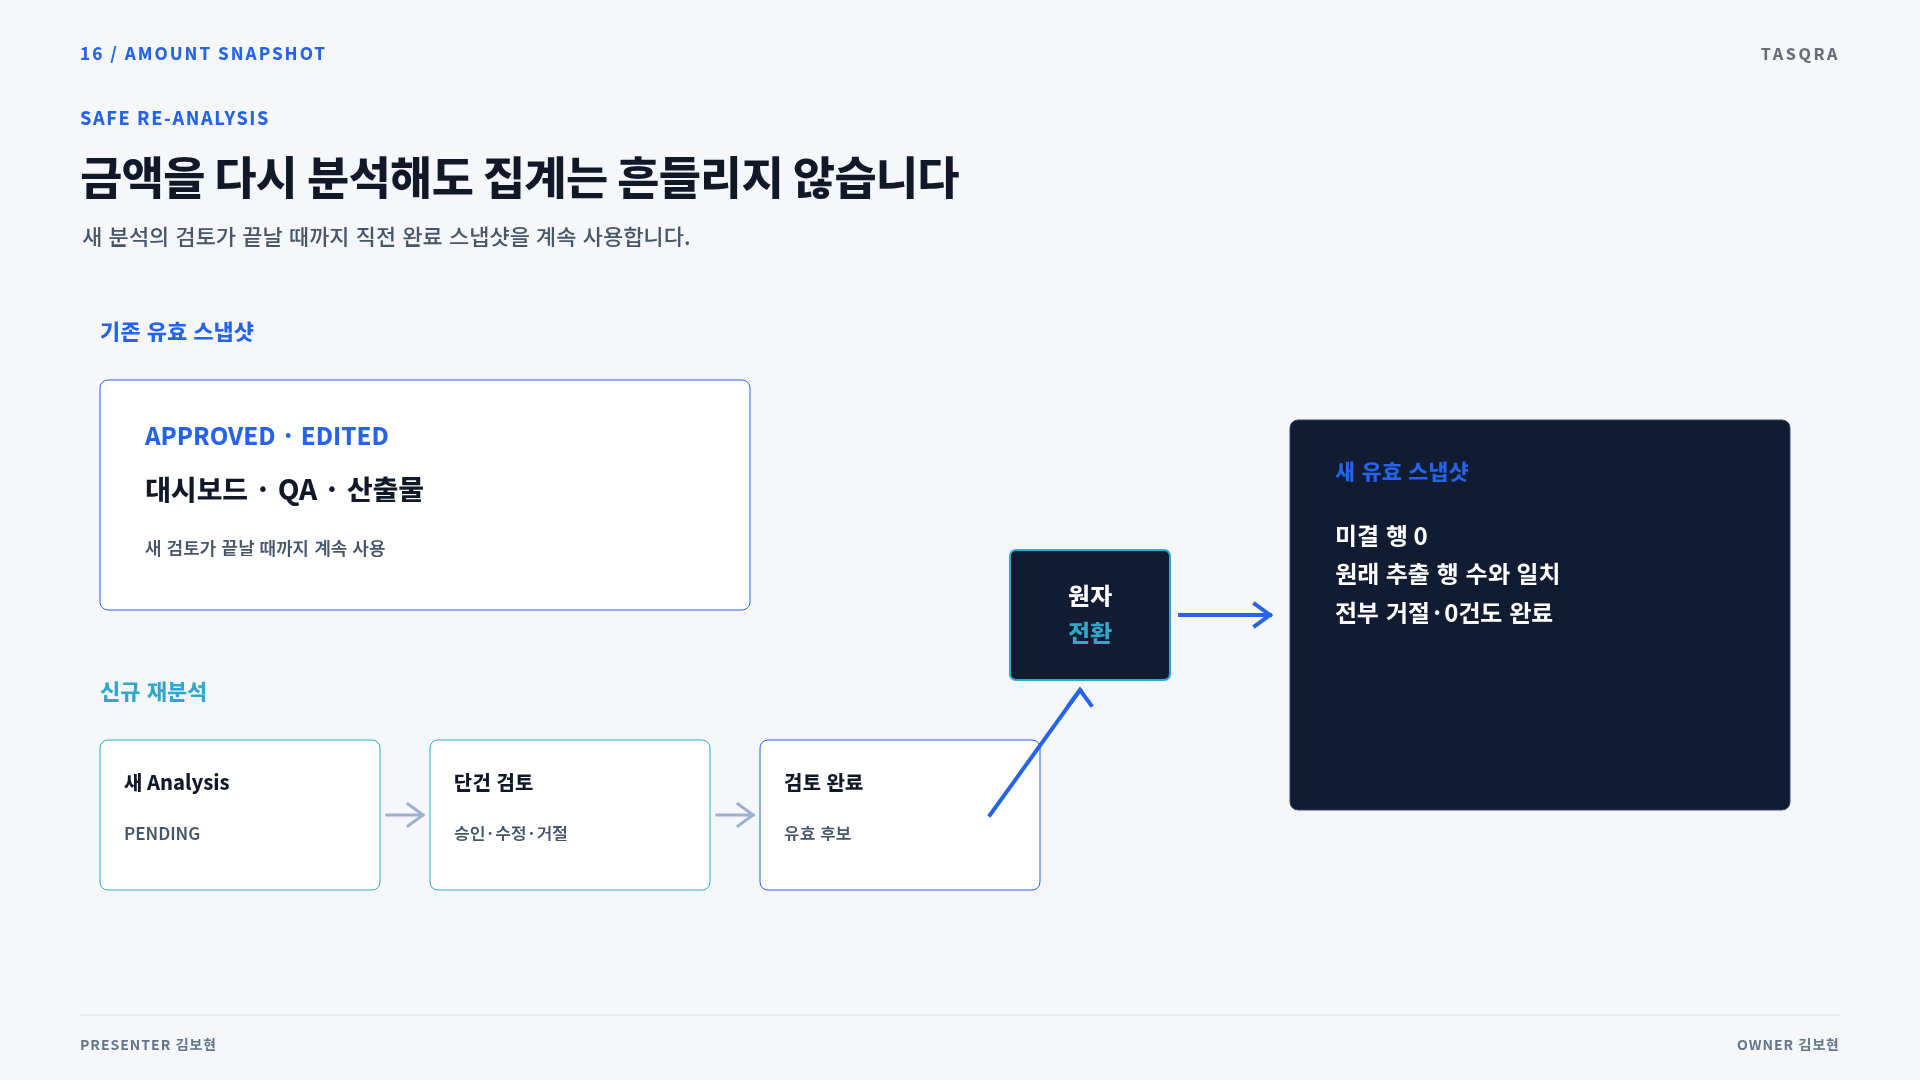 16 / AMOUNT SNAPSHOT
TASQRA
SAFE RE-ANALYSIS
금액을 다시 분석해도 집계는 흔들리지 않습니다
새 분석의 검토가 끝날 때까지 직전 완료 스냅샷을 계속 사용합니다.
기존 유효 스냅샷
APPROVED · EDITED
대시보드 · QA · 산출물
새 검토가 끝날 때까지 계속 사용
신규 재분석
새 Analysis
PENDING
단건 검토
승인·수정·거절
검토 완료
유효 후보
원자
전환
새 유효 스냅샷
미결 행 0
원래 추출 행 수와 일치
전부 거절·0건도 완료
PRESENTER 김보현
OWNER 김보현